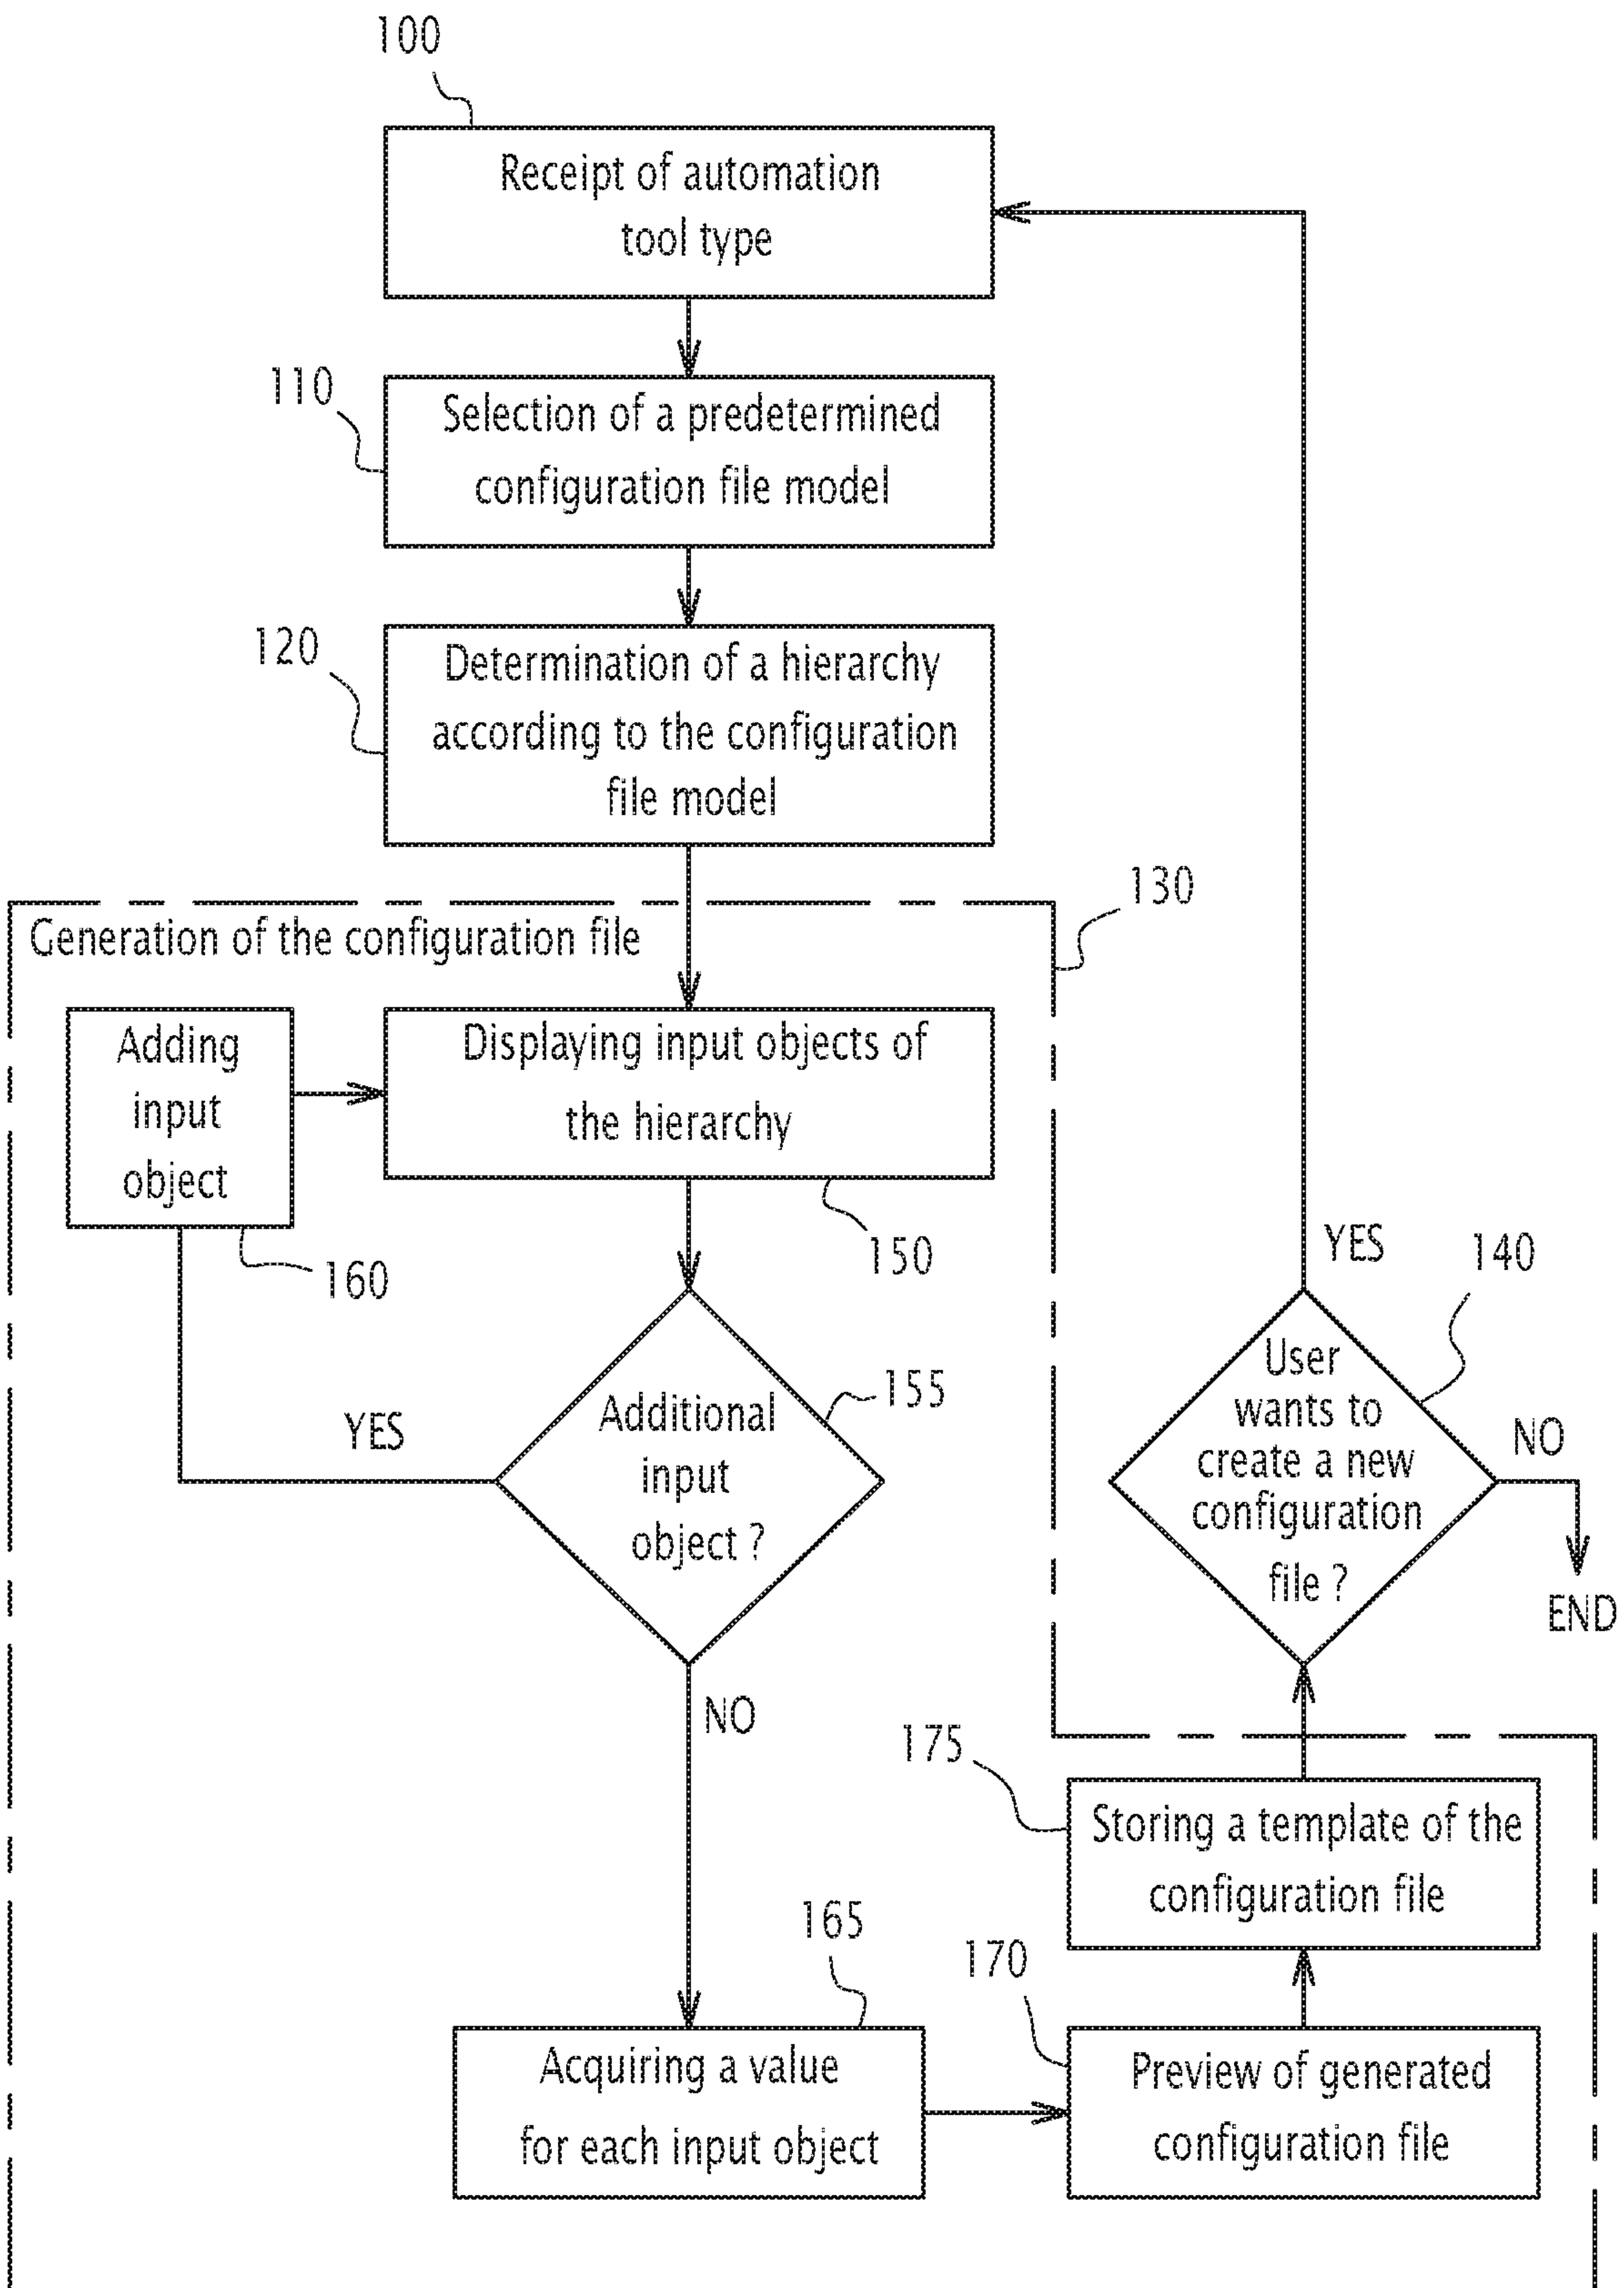 100
Receipt of automation
tool type
110
Selection of a predetermined
configuration file model
120
Determination of a hierarchy
according to the configuration
file model
130
Generation of the configuration file
Adding
input
object
160
Displaying input objects of
the hierarchy
150
155
Additional
input
object ?
YES
NO
YES
140
User
wants to
create a new
configuration
file ?
NO
END
175
Storing a template of the
configuration file
165
Acquiring a value
for each input object
170
Preview of generated
configuration file